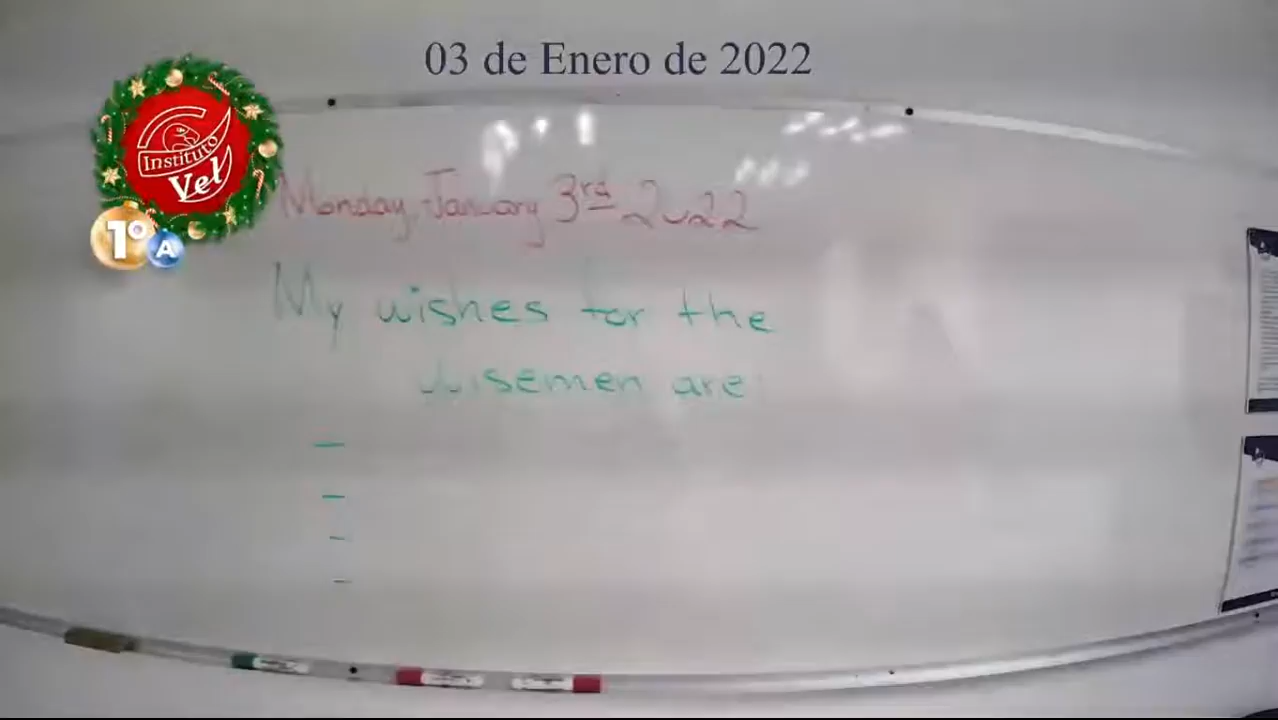 03 de Enero de 2022
Instituto
Vel
1° A
Monday, January 3rd 2022
My wishes for the
wisemen are:
-
-
-
-